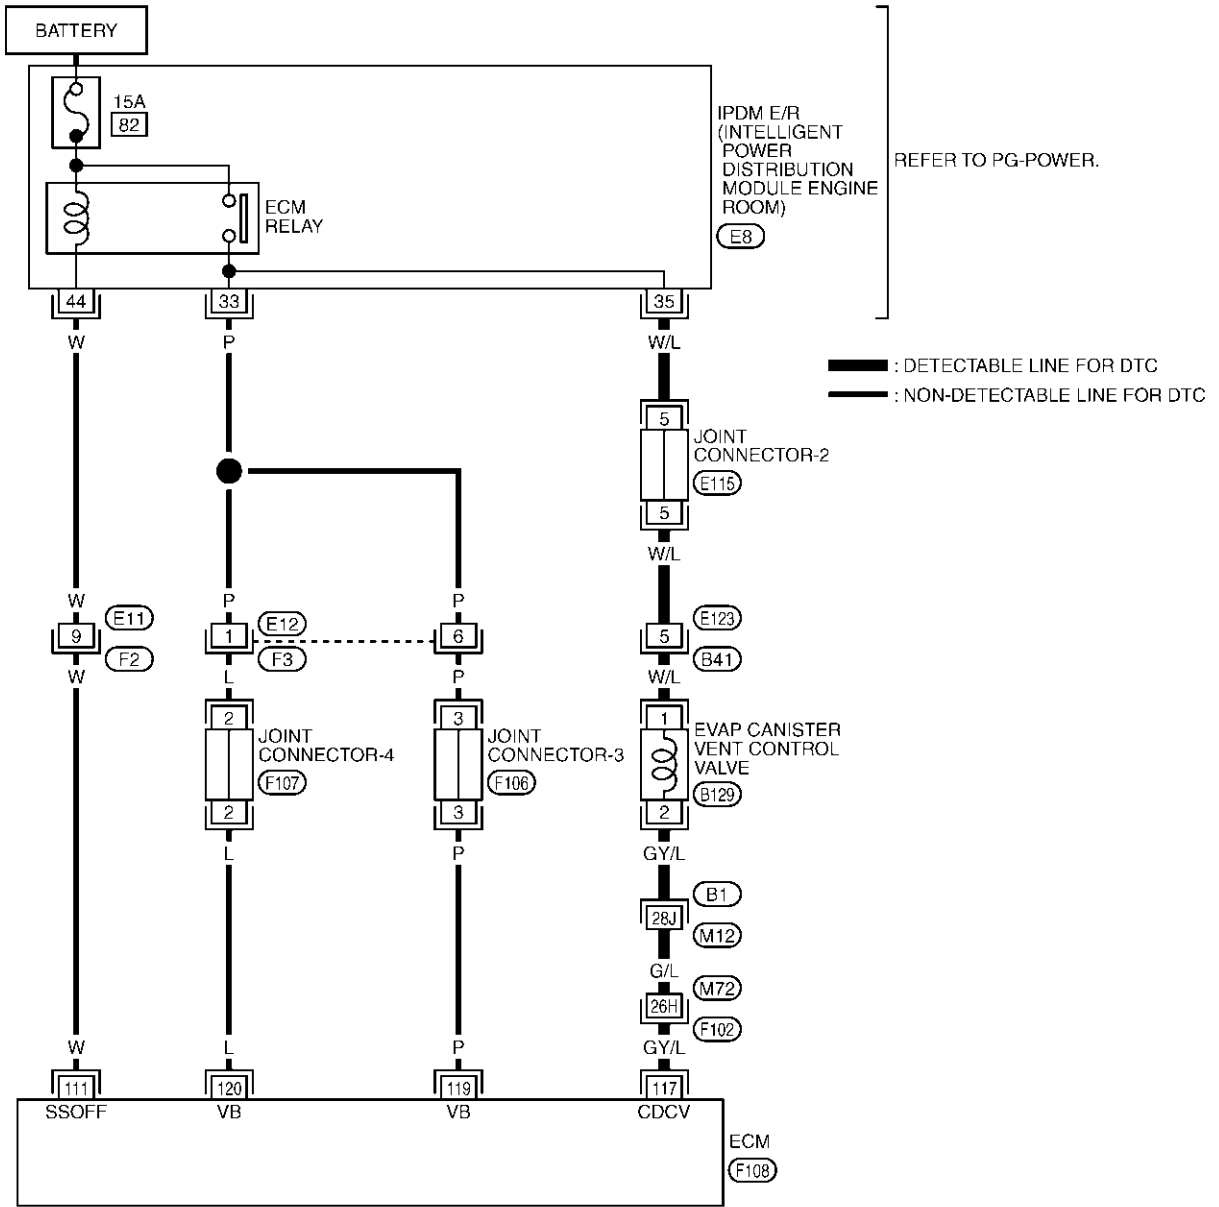 BATTERY
15A
82
IPDM E/R
(INTELLIGENT
POWER
DISTRIBUTION
MODULE ENGINE
ROOM)
E8
REFER TO PG-POWER.
ECM
RELAY
44
33
35
W
P
W/L
: DETECTABLE LINE FOR DTC
: NON-DETECTABLE LINE FOR DTC
5
JOINT
CONNECTOR-2
E115
5
W/L
W
P
P
9
E11
F2
1
E12
F3
6
5
E123
B41
W
L
P
W/L
2
JOINT
CONNECTOR-4
F107
2
3
JOINT
CONNECTOR-3
F106
3
1
EVAP CANISTER
VENT CONTROL
VALVE
B129
2
L
P
GY/L
28J
B1
M12
G/L
26H
M72
F102
W
L
P
GY/L
111
120
119
117
SSOFF
VB
VB
CDCV
ECM
F108